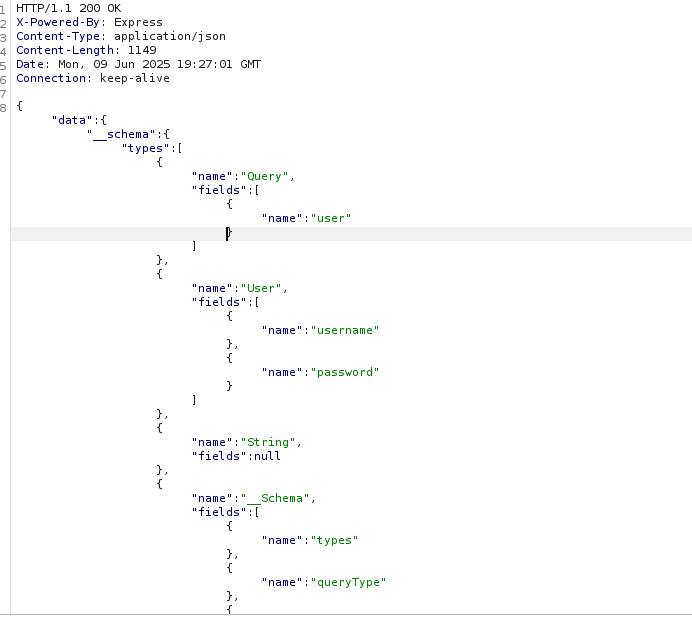 1 HTTP/1.1 200 OK
2 X-Powered-By: Express
3 Content-Type: application/json
4 Content-Length: 1149
5 Date: Mon, 09 Jun 2025 19:27:01 GMT
6 Connection: keep-alive
7
8 {
"data":{
"__schema":{
"types":[
{
"name":"Query",
"fields":[
{
"name":"user"
}
]
},
{
"name":"User",
"fields":[
{
"name":"username"
},
{
"name":"password"
}
]
},
{
"name":"String",
"fields":null
},
{
"name":"__Schema",
"fields":[
{
"name":"types"
},
{
"name":"queryType"
},
{